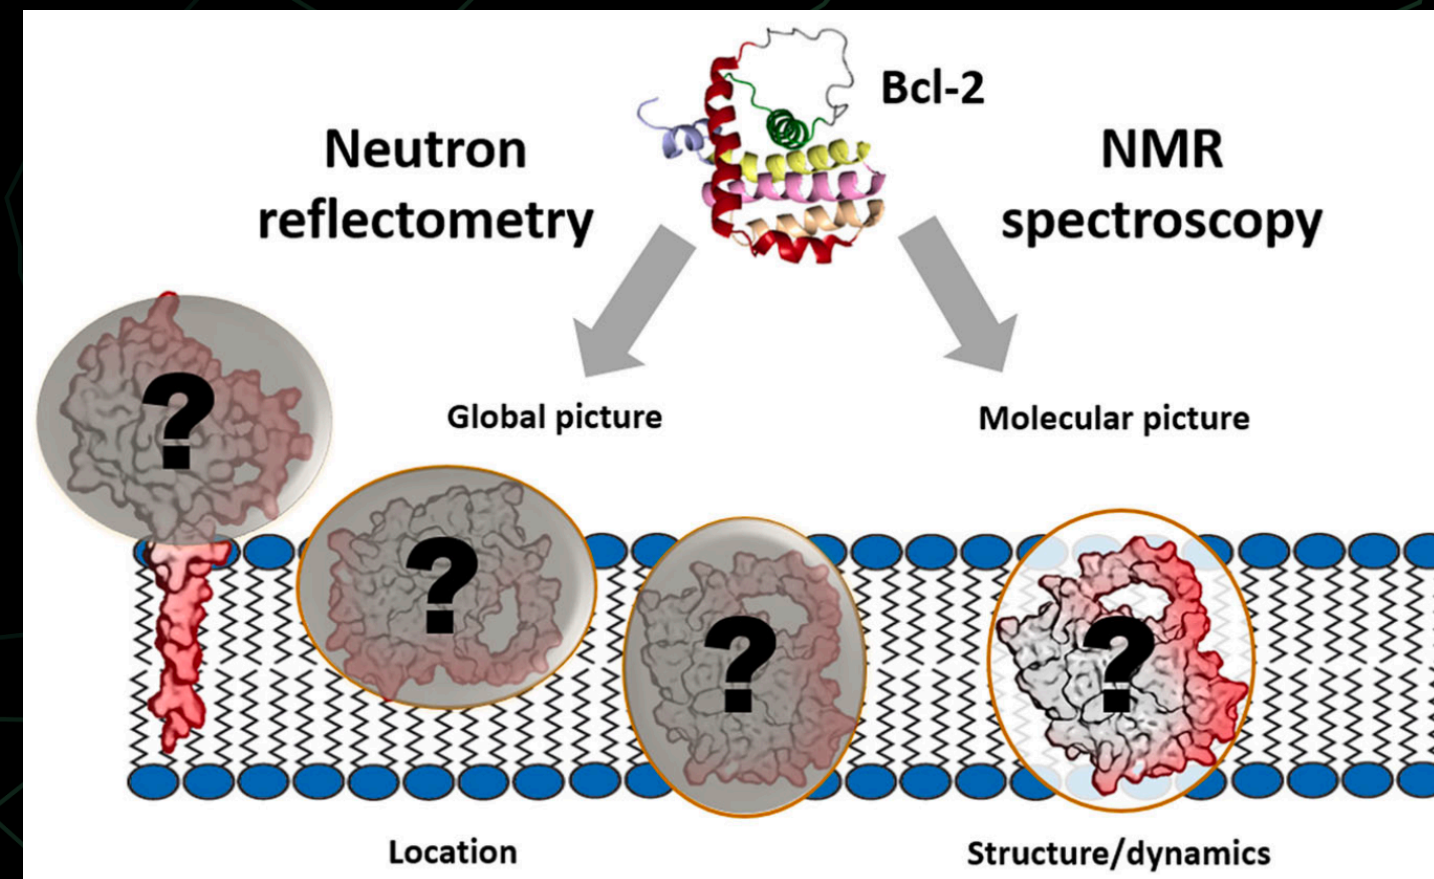 Bcl-2
Neutron
reflectometry
NMR
spectroscopy
Global picture
Molecular picture
?
?
?
?
Location
Structure/dynamics